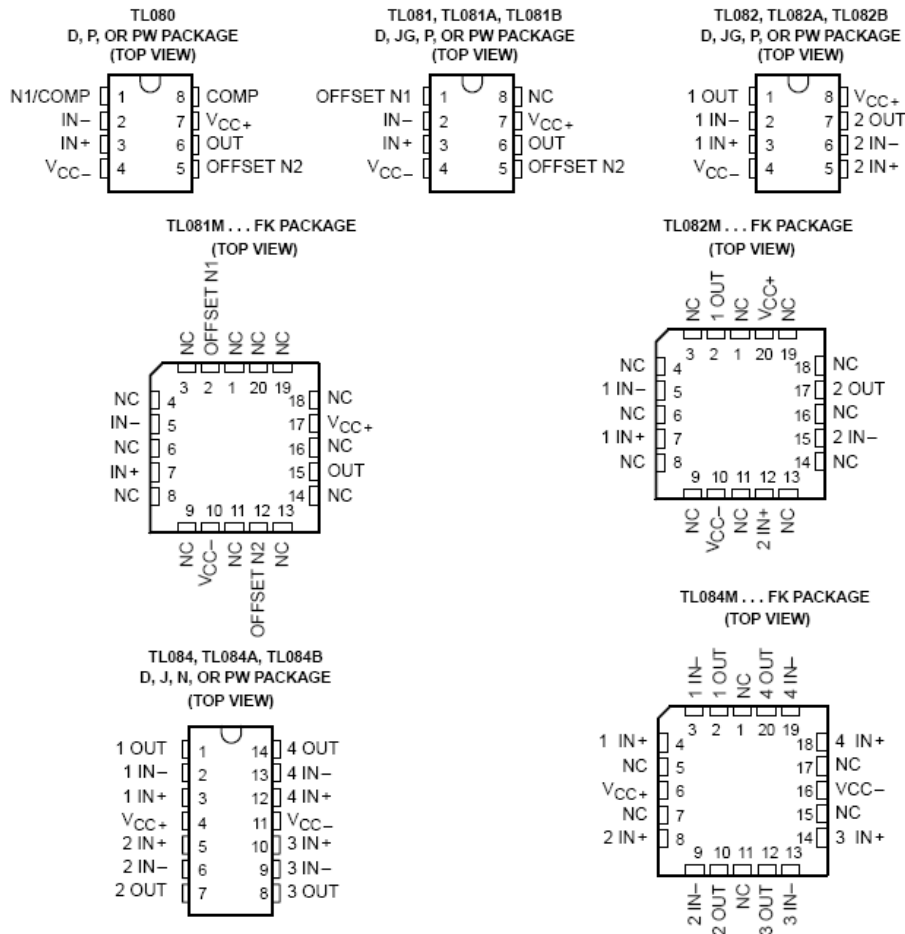 TL080
D, P, OR PW PACKAGE
(TOP VIEW)
N1/COMP 1 8 COMP
IN− 2 7 VCC+
IN+ 3 6 OUT
VCC− 4 5 OFFSET N2
TL081, TL081A, TL081B
D, JG, P, OR PW PACKAGE
(TOP VIEW)
OFFSET N1 1 8 NC
IN− 2 7 VCC+
IN+ 3 6 OUT
VCC− 4 5 OFFSET N2
TL082, TL082A, TL082B
D, JG, P, OR PW PACKAGE
(TOP VIEW)
1 OUT 1 8 VCC+
1 IN− 2 7 2 OUT
1 IN+ 3 6 2 IN−
VCC− 4 5 2 IN+
TL081M . . . FK PACKAGE
(TOP VIEW)
NC OFFSET N1 NC NC NC
3 2 1 20 19
NC 4 18 NC
IN− 5 17 VCC+
NC 6 16 NC
IN+ 7 15 OUT
NC 8 14 NC
9 10 11 12 13
NC VCC− NC OFFSET N2 NC
TL082M . . . FK PACKAGE
(TOP VIEW)
NC 1 OUT NC VCC+ NC
3 2 1 20 19
NC 4 18 NC
1 IN− 5 17 2 OUT
NC 6 16 NC
1 IN+ 7 15 2 IN−
NC 8 14 NC
9 10 11 12 13
NC VCC− NC 2 IN+ NC
TL084, TL084A, TL084B
D, J, N, OR PW PACKAGE
(TOP VIEW)
1 OUT 1 14 4 OUT
1 IN− 2 13 4 IN−
1 IN+ 3 12 4 IN+
VCC+ 4 11 VCC−
2 IN+ 5 10 3 IN+
2 IN− 6 9 3 IN−
2 OUT 7 8 3 OUT
TL084M . . . FK PACKAGE
(TOP VIEW)
1 IN− 1 OUT NC 4 OUT 4 IN−
3 2 1 20 19
1 IN+ 4 18 4 IN+
NC 5 17 NC
VCC+ 6 16 VCC−
NC 7 15 NC
2 IN+ 8 14 3 IN+
9 10 11 12 13
2 IN− 2 OUT NC 3 OUT 3 IN−